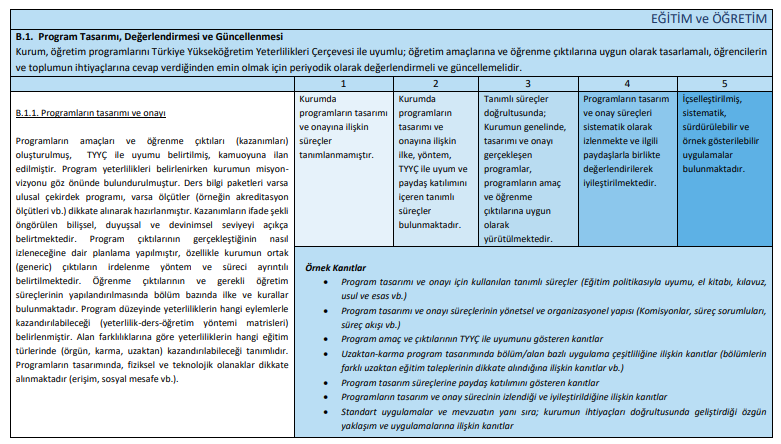 EĞİTİM ve ÖĞRETİM
B.1. Program Tasarımı, Değerlendirmesi ve Güncellenmesi
Kurum, öğretim programlarını Türkiye Yükseköğretim Yeterlilikleri Çerçevesi ile uyumlu; öğretim amaçlarına ve öğrenme çıktılarına uygun olarak tasarlamalı, öğrencilerin
ve toplumun ihtiyaçlarına cevap verdiğinden emin olmak için periyodik olarak değerlendirmeli ve güncellemelidir.
1 2 3 4 5
B.1.1. Programların tasarımı ve onayı
Programların amaçları ve öğrenme çıktıları (kazanımları)
oluşturulmuş, TYYÇ ile uyumu belirtilmiş, kamuoyuna ilan
edilmiştir. Program yeterlilikleri belirlenirken kurumun misyon-
vizyonu göz önünde bulundurulmuştur. Ders bilgi paketleri varsa
ulusal çekirdek programı, varsa ölçütler (örneğin akreditasyon
ölçütleri vb.) dikkate alınarak hazırlanmıştır. Kazanımların ifade şekli
öngörülen bilişsel, duyuşsal ve devinimsel seviyeyi açıkça
belirtmektedir. Program çıktılarının gerçekleştiğinin nasıl
izleneceğine dair planlama yapılmıştır, özellikle kurumun ortak
(generic) çıktıların irdelenme yöntem ve süreci ayrıntılı
belirtilmektedir. Öğrenme çıktılarının ve gerekli öğretim
süreçlerinin yapılandırılmasında bölüm bazında ilke ve kurallar
bulunmaktadır. Program düzeyinde yeterliliklerin hangi eylemlerle
kazandırılabileceği (yeterlilik-ders-öğretim yöntemi matrisleri)
belirlenmiştir. Alan farklılıklarına göre yeterliliklerin hangi eğitim
türlerinde (örgün, karma, uzaktan) kazandırılabileceği tanımlıdır.
Programların tasarımında, fiziksel ve teknolojik olanaklar dikkate
alınmaktadır (erişim, sosyal mesafe vb.).
Kurumda
programların tasarımı
ve onayına ilişkin
süreçler
tanımlanmamıştır.
Kurumda
programların
tasarımı ve
onayına ilişkin
ilke, yöntem,
TYYÇ ile uyum ve
paydaş katılımını
içeren tanımlı
süreçler
bulunmaktadır.
Tanımlı süreçler
doğrultusunda;
Kurumun genelinde,
tasarımı ve onayı
gerçekleşen
programlar,
programların amaç
ve öğrenme
çıktılarına uygun
olarak
yürütülmektedir.
Programların tasarım
ve onay süreçleri
sistematik olarak
izlenmekte ve ilgili
paydaşlarla birlikte
değerlendirilerek
iyileştirilmektedir.
İçselleştirilmiş,
sistematik,
sürdürülebilir ve
örnek gösterilebilir
uygulamalar
bulunmaktadır.
Örnek Kanıtlar
• Program tasarımı ve onayı için kullanılan tanımlı süreçler (Eğitim politikasıyla uyumu, el kitabı, kılavuz,
usul ve esas vb.)
• Program tasarımı ve onayı süreçlerinin yönetsel ve organizasyonel yapısı (Komisyonlar, süreç sorumluları,
süreç akışı vb.)
• Program amaç ve çıktılarının TYYÇ ile uyumunu gösteren kanıtlar
• Uzaktan-karma program tasarımında bölüm/alan bazlı uygulama çeşitliliğine ilişkin kanıtlar (bölümlerin
farklı uzaktan eğitim taleplerinin dikkate alındığına ilişkin kanıtlar vb.)
• Program tasarım süreçlerine paydaş katılımını gösteren kanıtlar
• Programların tasarım ve onay sürecinin izlendiği ve iyileştirildiğine ilişkin kanıtlar
• Standart uygulamalar ve mevzuatın yanı sıra; kurumun ihtiyaçları doğrultusunda geliştirdiği özgün
yaklaşım ve uygulamalarına ilişkin kanıtlar